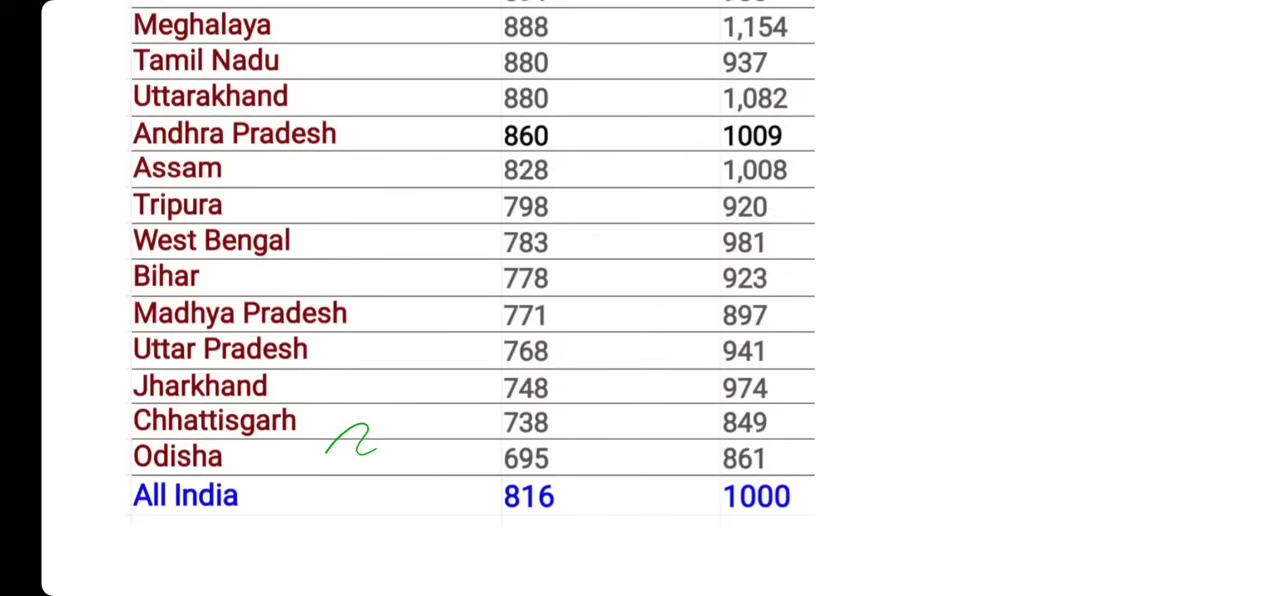 Meghalaya 888 1,154
Tamil Nadu 880 937
Uttarakhand 880 1,082
Andhra Pradesh 860 1009
Assam 828 1,008
Tripura 798 920
West Bengal 783 981
Bihar 778 923
Madhya Pradesh 771 897
Uttar Pradesh 768 941
Jharkhand 748 974
Chhattisgarh 738 849
Odisha 695 861
All India 816 1000